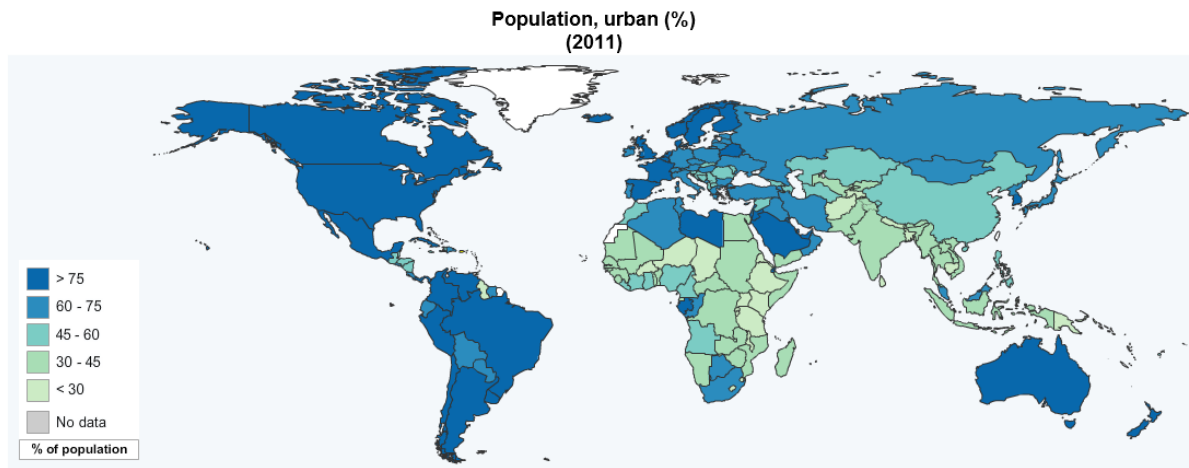 Population, urban (%)
(2011)
> 75
60 - 75
45 - 60
30 - 45
< 30
No data
% of population